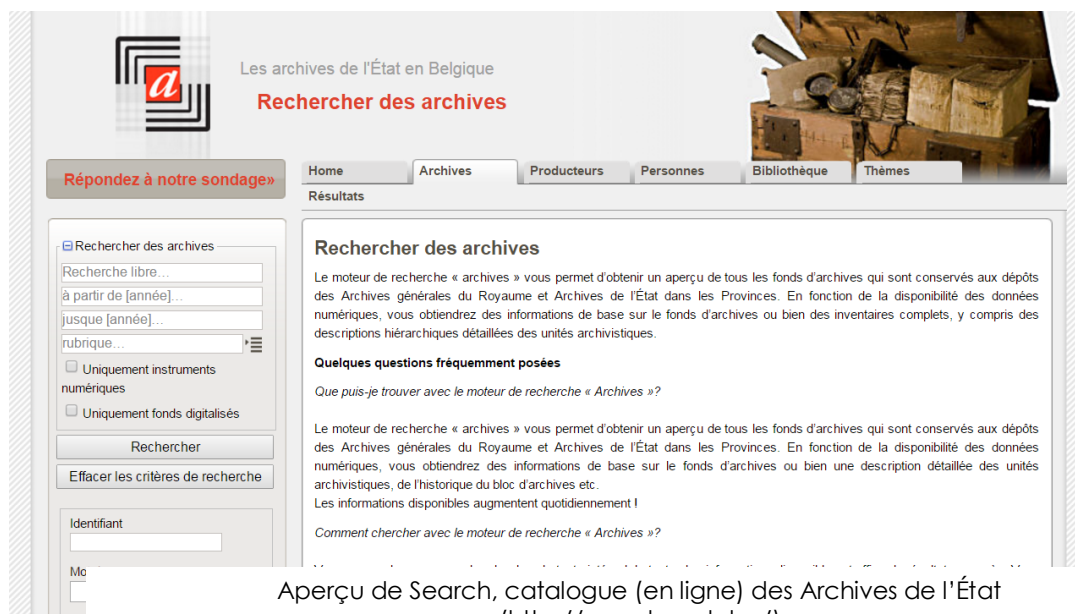 Les archives de l'État en Belgique
Rechercher des archives
a
Répondez à notre sondage»
Home
Archives
Producteurs
Personnes
Bibliothèque
Thèmes
Résultats
Rechercher des archives
Recherche libre...
à partir de [année]...
jusque [année]...
rubrique...
Uniquement instruments
numériques
Uniquement fonds digitalisés
Rechercher
Effacer les critères de recherche
Identifiant
Rechercher des archives
Le moteur de recherche « archives » vous permet d'obtenir un aperçu de tous les fonds d'archives qui sont conservés aux dépôts
des Archives générales du Royaume et Archives de l'État dans les Provinces. En fonction de la disponibilité des données
numériques, vous obtiendrez des informations de base sur le fonds d'archives ou bien des inventaires complets, y compris des
descriptions hiérarchiques détaillées des unités archivistiques.
Quelques questions fréquemment posées
Que puis-je trouver avec le moteur de recherche « Archives »?
Le moteur de recherche « archives » vous permet d'obtenir un aperçu de tous les fonds d'archives qui sont conservés aux dépôts
des Archives générales du Royaume et Archives de l'État dans les Provinces. En fonction de la disponibilité des données
numériques, vous obtiendrez des informations de base sur le fonds d'archives ou bien une description détaillée des unités
archivistiques, de l'historique du bloc d'archives etc.
Les informations disponibles augmentent quotidiennement !
Comment chercher avec le moteur de recherche « Archives »?
Aperçu de Search, catalogue (en ligne) des Archives de l'État